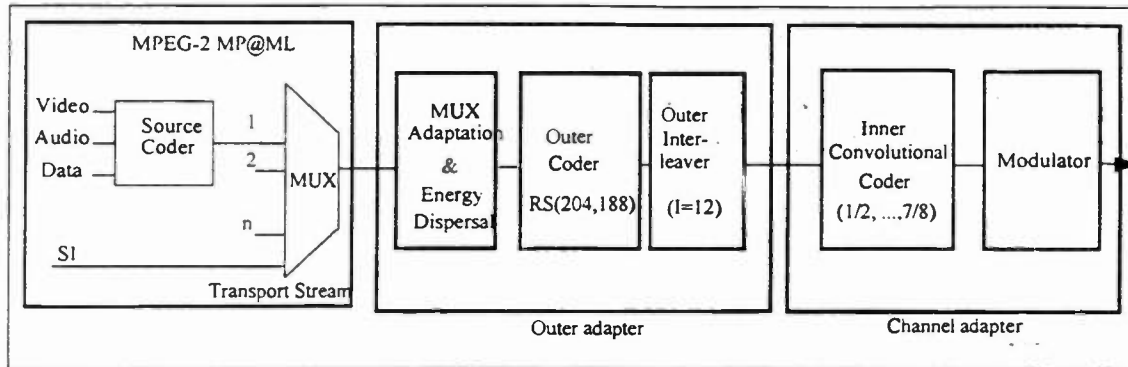 MPEG-2 MP@ML
Video
Audio
Data
Source
Coder
1
2
n
SI
MUX
Transport Stream
MUX
Adaptation
&
Energy
Dispersal
Outer
Coder
RS(204,188)
Outer
Inter-
leaver
(I=12)
Outer adapter
Inner
Convolutional
Coder
(1/2, ...,7/8)
Modulator
Channel adapter